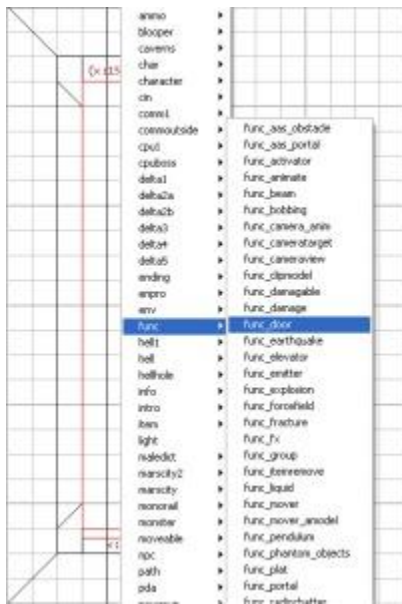 ammo
blooper
caverns
char
character
cin
comm1
commoutside
cpu1
cpuboss
delta1
delta2a
delta2b
delta3
delta4
delta5
ending
enpro
env
func
hell1
hell
hellhole
info
intro
item
light
maledict
marscity2
marscity
monorail
monster
moveable
npc
path
pda
func_aas_obstacle
func_aas_portal
func_activator
func_animate
func_beam
func_bobbing
func_camera_anim
func_cameratarget
func_cameraview
func_clipmodel
func_damagable
func_damage
func_door
func_earthquake
func_elevator
func_emitter
func_explosion
func_forcefield
func_fracture
func_fx
func_group
func_itemremove
func_liquid
func_mover
func_mover_amodel
func_pendulum
func_phantom_objects
func_plat
func_portal
func_radiochatter